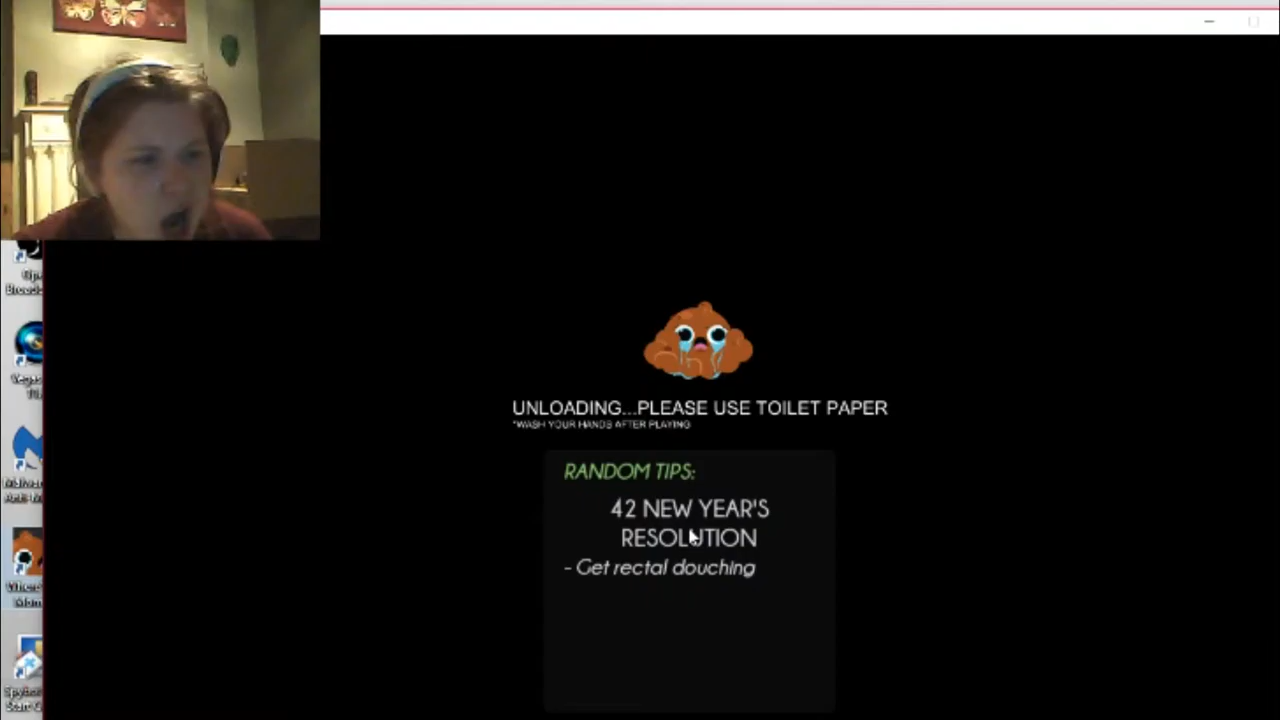 UNLOADING...PLEASE USE TOILET PAPER
*WASH YOUR HANDS AFTER PLAYING
RANDOM TIPS:
42 NEW YEAR'S
RESOLUTION
- Get rectal douching